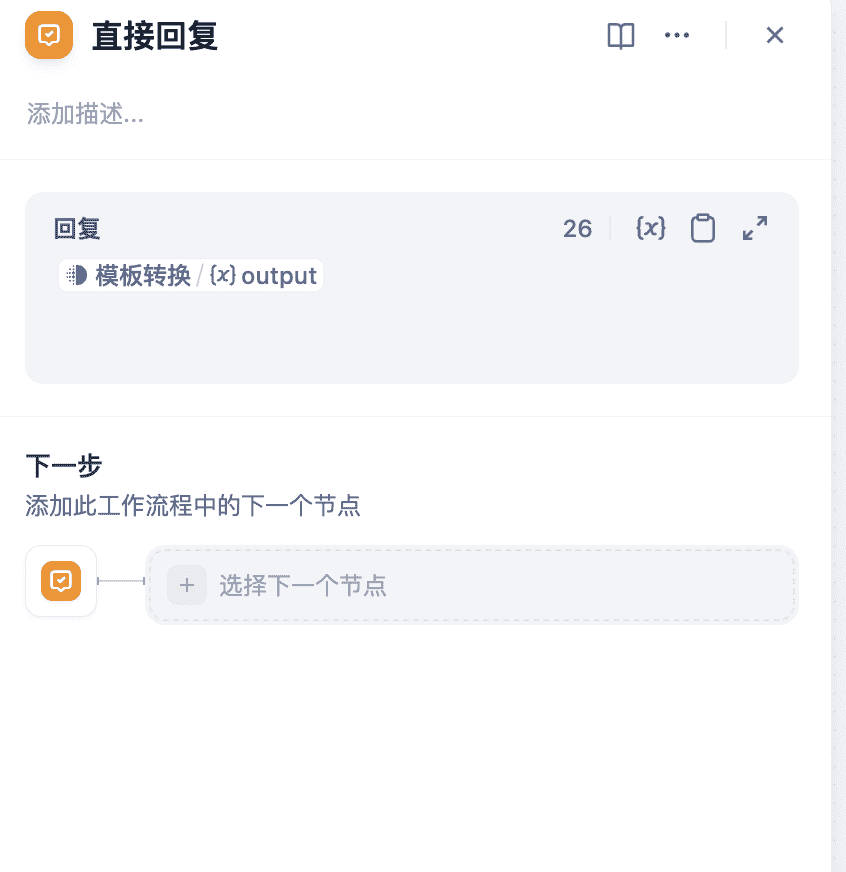 直接回复
添加描述...
回复 26 {x}
模板转换 / {x} output
下一步
添加此工作流程中的下一个节点
+ 选择下一个节点